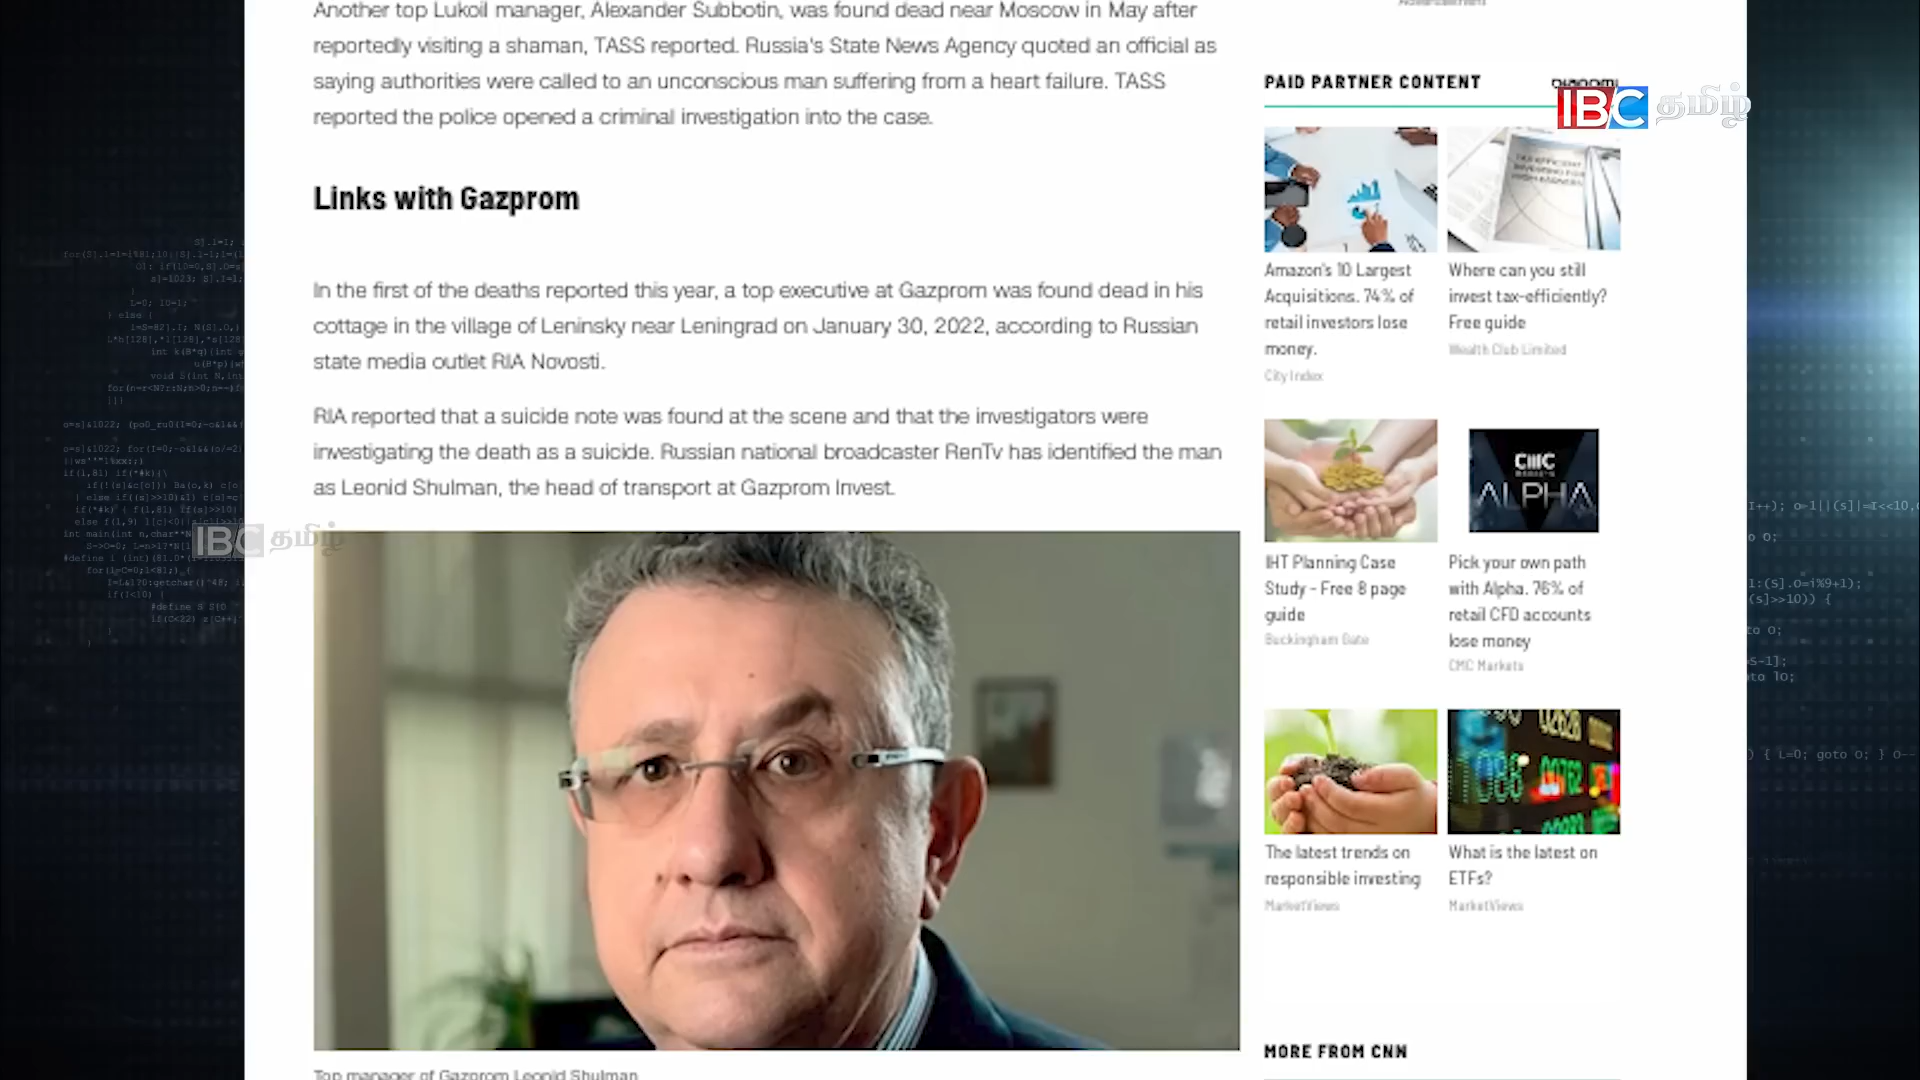 Another top Lukoil manager, Alexander Subbotin, was found dead near Moscow in May after
reportedly visiting a shaman, TASS reported. Russia's State News Agency quoted an official as
saying authorities were called to an unconscious man suffering from a heart failure. TASS
reported the police opened a criminal investigation into the case.
Links with Gazprom
In the first of the deaths reported this year, a top executive at Gazprom was found dead in his
cottage in the village of Leninsky near Leningrad on January 30, 2022, according to Russian
state media outlet RIA Novosti.
RIA reported that a suicide note was found at the scene and that the investigators were
investigating the death as a suicide. Russian national broadcaster RenTv has identified the man
as Leonid Shulman, the head of transport at Gazprom Invest.
Top manager of Gazprom Leonid Shulman
PAID PARTNER CONTENT
IBC தமிழ்
Amazon's 10 Largest
Acquisitions. 74% of
retail investors lose
money.
City Index
Where can you still
invest tax-efficiently?
Free guide
Wealth Club Limited
IHT Planning Case
Study - Free 8 page
guide
Buckingham Gate
CMC
ALPHA
Pick your own path
with Alpha. 76% of
retail CFD accounts
lose money
CMC Markets
The latest trends on
responsible investing
MarketViews
What is the latest on
ETFs?
MarketViews
MORE FROM CNN
IBC தமிழ்